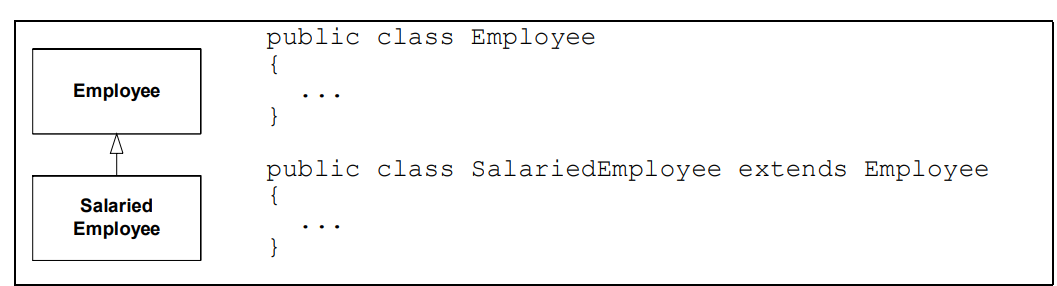 Employee
Salaried
Employee
public class Employee
{
...
}
public class SalariedEmployee extends Employee
{
...
}